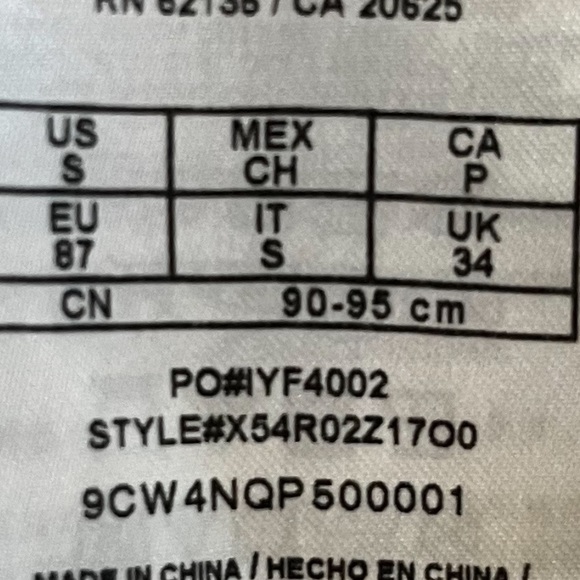 RN 62136 / CA 20625
US MEX CA
S CH P
EU IT UK
87 S 34
CN 90-95 cm
PO#IYF4002
STYLE#X54R02Z17O0
9CW4NQP500001
MADE IN CHINA / HECHO EN CHINA /